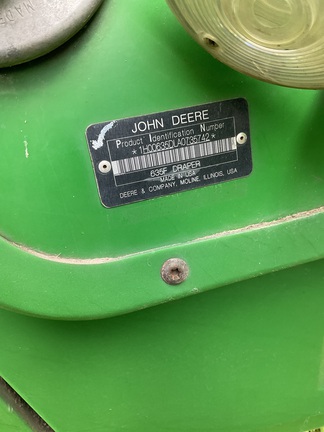 JOHN DEERE
Product Identification Number
*1H00635DLA0735742*
635F DRAPER
MADE IN USA
DEERE & COMPANY, MOLINE, ILLINOIS, USA